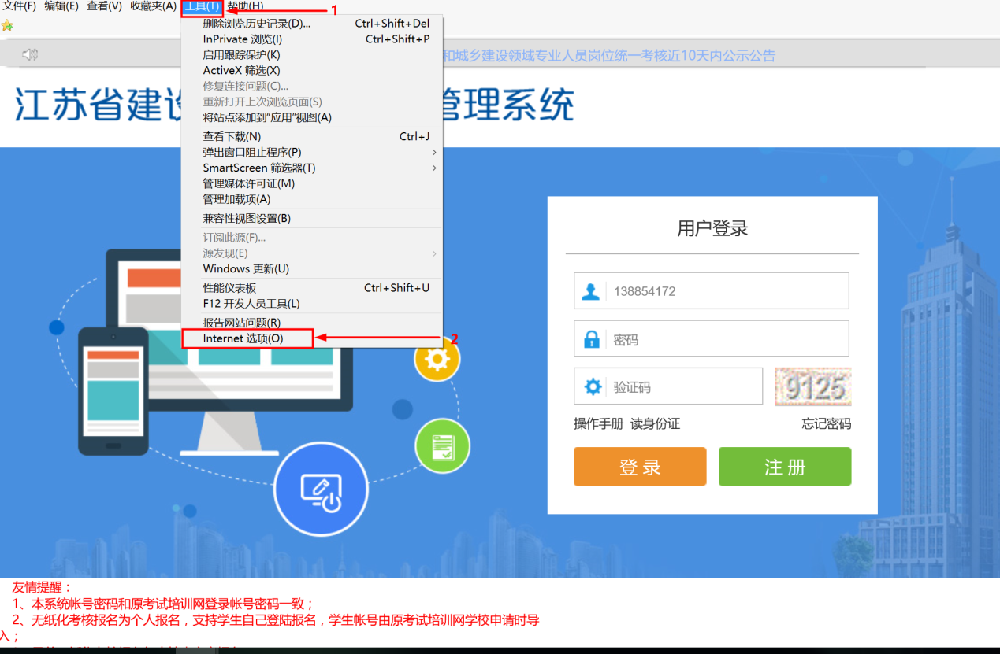 文件(F) 编辑(E) 查看(V) 收藏夹(A) 工具(T) 帮助(H)
1
删除浏览历史记录(D)... Ctrl+Shift+Del
InPrivate 浏览(I) Ctrl+Shift+P
启用跟踪保护(K)
ActiveX 筛选(X)
修复连接问题(C)...
重新打开上次浏览页面(S)
将站点添加到“应用”视图(A)
查看下载(N) Ctrl+J
弹出窗口阻止程序(P)
SmartScreen 筛选器(T)
管理媒体许可证(M)
管理加载项(A)
兼容性视图设置(B)
订阅此源(F)...
源发现(E)
Windows 更新(U)
性能仪表板 Ctrl+Shift+U
F12 开发人员工具(L)
报告网站问题(R)
Internet 选项(O)
2
和城乡建设领域专业人员岗位统一考核近10天内公示公告
江苏省建设 管理系统
用户登录
138854172
密码
验证码 9125
操作手册 读身份证 忘记密码
登 录 注 册
友情提醒：
1、本系统帐号密码和原考试培训网登录帐号密码一致；
2、无纸化考核报名为个人报名，支持学生自己登陆报名，学生帐号由原考试培训网学校申请时导
入；